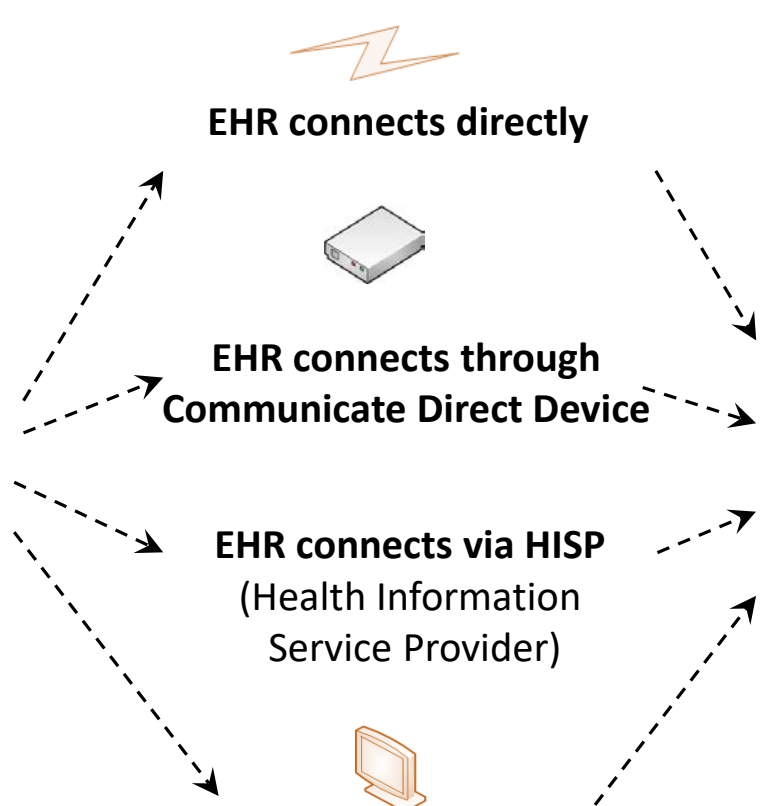 EHR connects directly
EHR connects through
Communicate Direct Device
EHR connects via HISP
(Health Information
Service Provider)